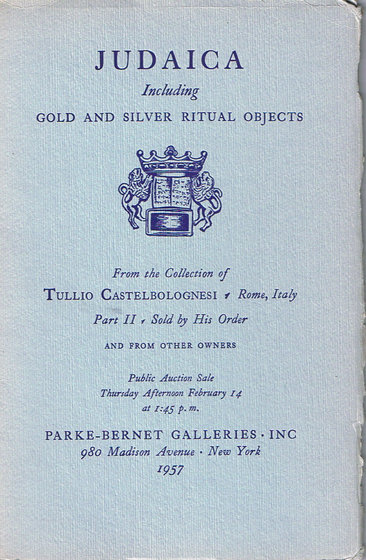 JUDAICA
Including
GOLD AND SILVER RITUAL OBJECTS
From the Collection of
TULLIO CASTELBOLOGNESI · Rome, Italy
Part II · Sold by His Order
AND FROM OTHER OWNERS
Public Auction Sale
Thursday Afternoon February 14
at 1:45 p. m.
PARKE-BERNET GALLERIES · INC
980 Madison Avenue · New York
1957